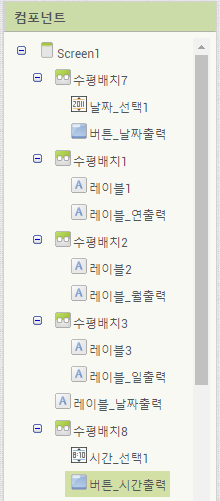 컴포넌트
Screen1
수평배치7
날짜_선택1
버튼_날짜출력
수평배치1
레이블1
레이블_연출력
수평배치2
레이블2
레이블_월출력
수평배치3
레이블3
레이블_일출력
레이블_날짜출력
수평배치8
시간_선택1
버튼_시간출력